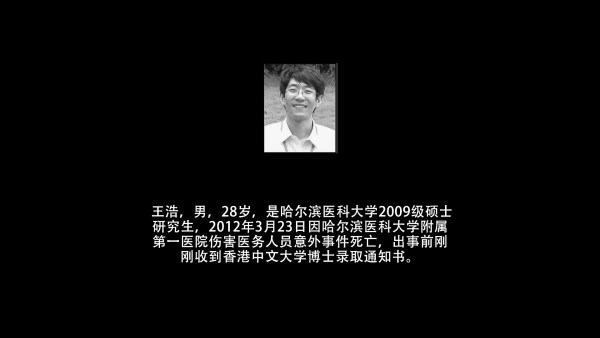 王浩，男，28岁，是哈尔滨医科大学2009级硕士
研究生，2012年3月23日因哈尔滨医科大学附属
第一医院伤害医务人员意外事件死亡，出事前刚
刚收到香港中文大学博士录取通知书。